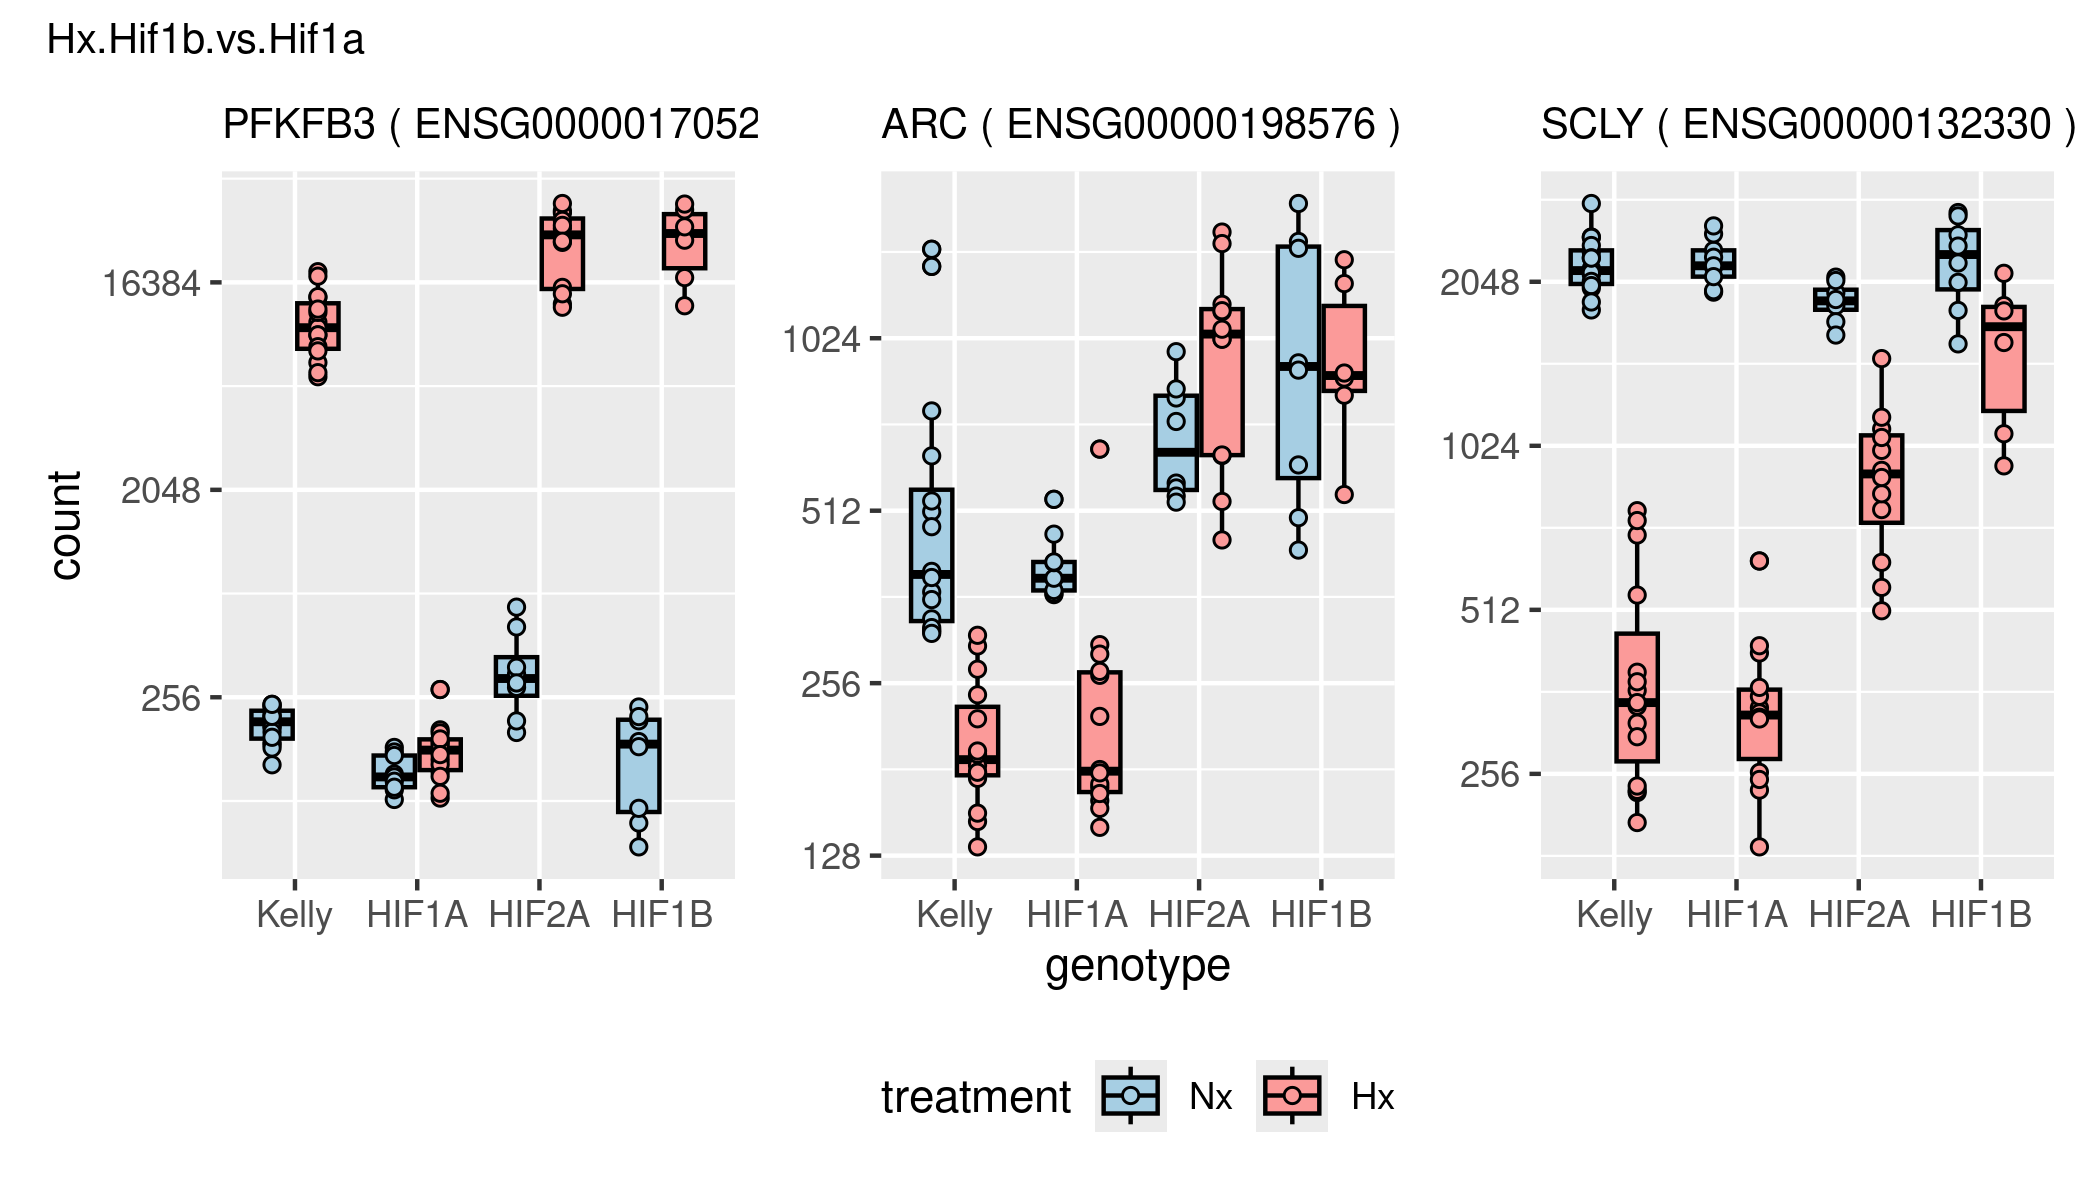 Hx.Hif1b.vs.Hif1a
PFKFB3 ( ENSG0000017052
ARC ( ENSG00000198576 )
SCLY ( ENSG00000132330 )
count
16384
2048
256
1024
512
256
128
2048
1024
512
256
Kelly HIF1A HIF2A HIF1B
Kelly HIF1A HIF2A HIF1B
Kelly HIF1A HIF2A HIF1B
genotype
treatment Nx Hx